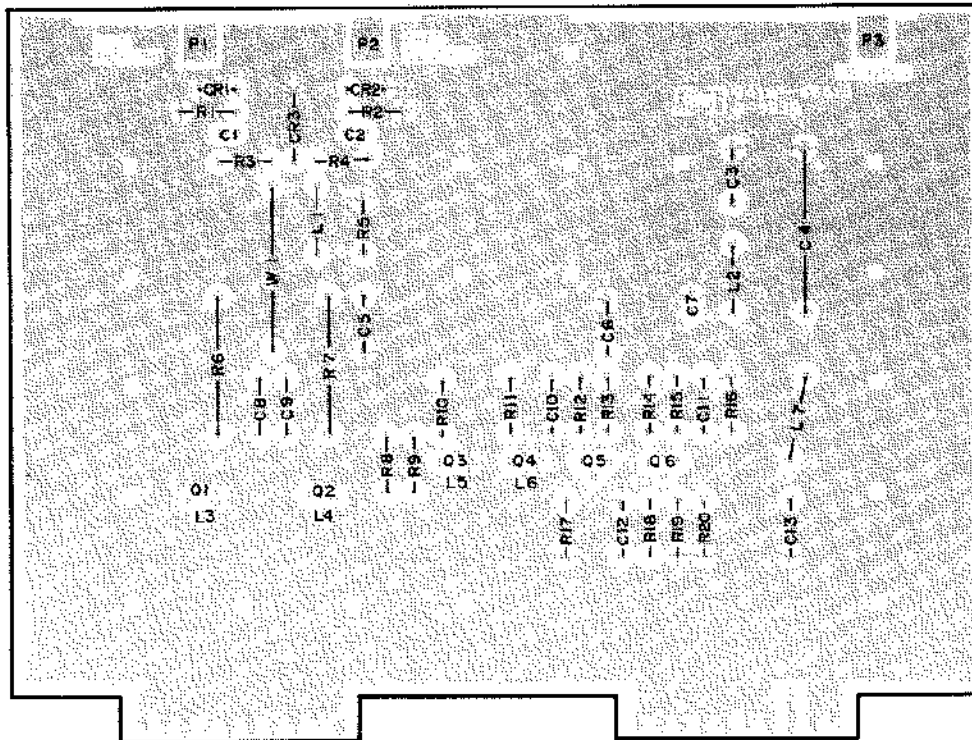 P1 P2 P3
CR1 CR2
R1 CR3 R2
C1 C2
R3 R4
C3
L1 R5 C4
W1
L2
C7
R6 R7 C5 C6
C8 C9 R10 R11 C10 R12 R13 R14 R15 C11 R16 L7
R8 R9 Q3 Q4 Q5 Q6
L5 L6
Q1 Q2
L3 L4
R17 C12 R18 R19 R20 C13